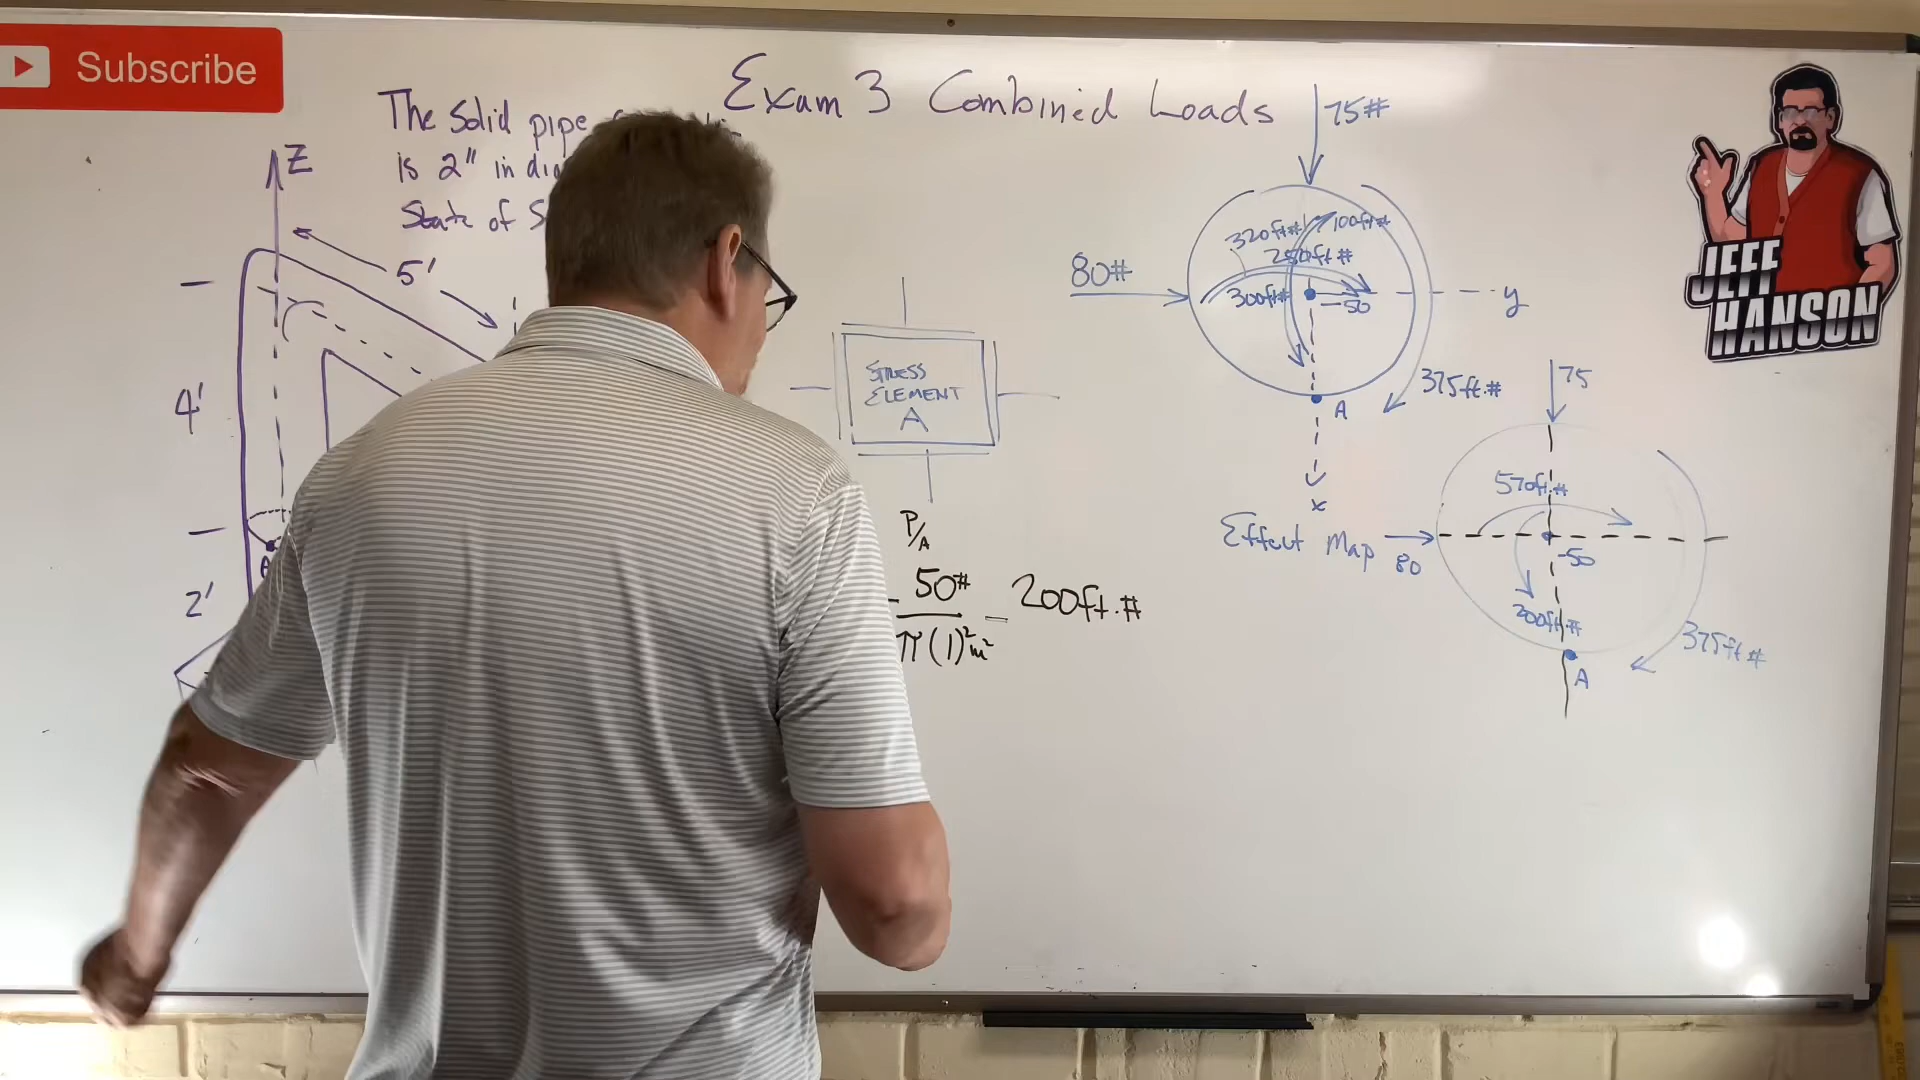 Subscribe
Exam 3 Combined Loads
The Solid pipe
is 2" in
State of
Z
5'
4'
2'
A
STRESS
ELEMENT
A
P/A
- 50# - 200ft.#
π(1)²in²
75#
80#
320ft# 100ft#
250ft.#
300ft#
-50
y
375ft.#
A
x
Effect Map
80
75
570ft.#
-50
200ft.#
375ft#
A
JEFF
HANSON